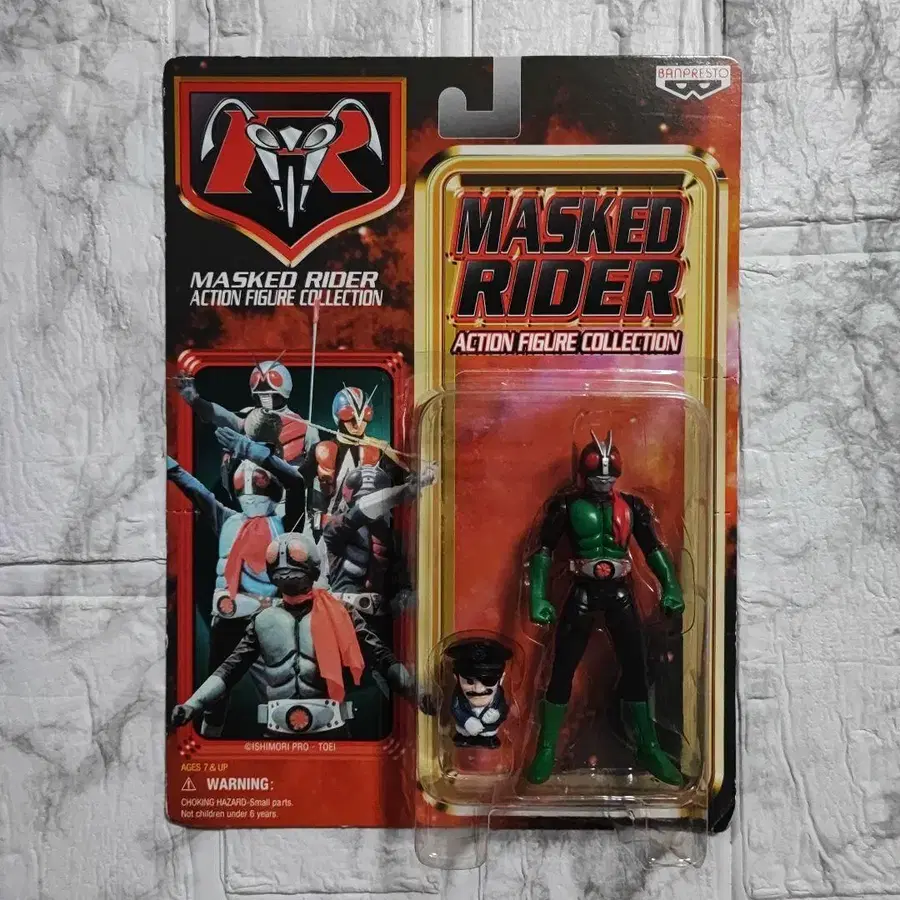 BANPRESTO
MASKED RIDER
ACTION FIGURE COLLECTION
MASKED
RIDER
ACTION FIGURE COLLECTION
©ISHIMORI PRO - TOEI
AGES 7 & UP
⚠ WARNING:
CHOKING HAZARD-Small parts.
Not children under 6 years.